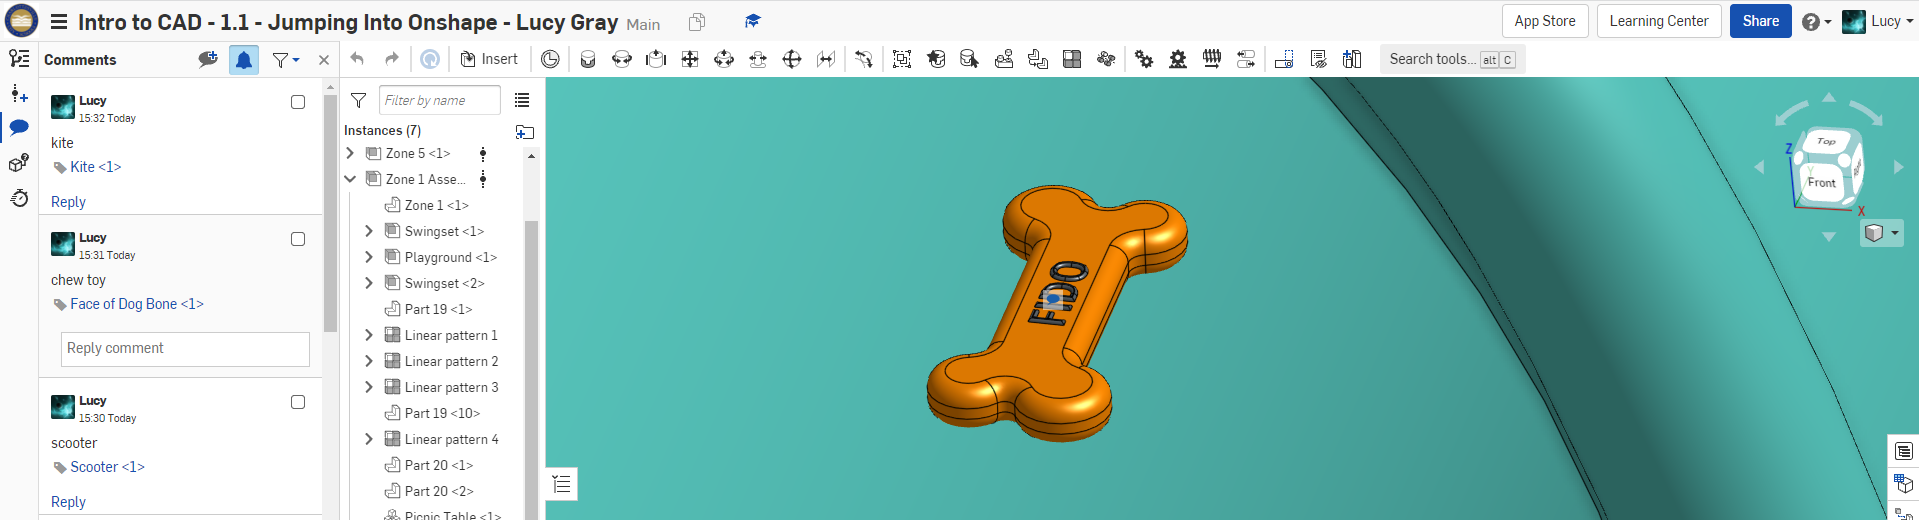 Intro to CAD - 1.1 - Jumping Into Onshape - Lucy Gray Main
App Store
Learning Center
Share
Lucy
Comments
Insert
Search tools... alt C
Lucy
15:32 Today
kite
Kite <1>
Reply
Lucy
15:31 Today
chew toy
Face of Dog Bone <1>
Reply comment
Lucy
15:30 Today
scooter
Scooter <1>
Reply
Filter by name
Instances (7)
Zone 5 <1>
Zone 1 Asse...
Zone 1 <1>
Swingset <1>
Playground <1>
Swingset <2>
Part 19 <1>
Linear pattern 1
Linear pattern 2
Linear pattern 3
Part 19 <10>
Linear pattern 4
Part 20 <1>
Part 20 <2>
Picnic Table <1>
FIDO
Top
Front
Z
Y
X